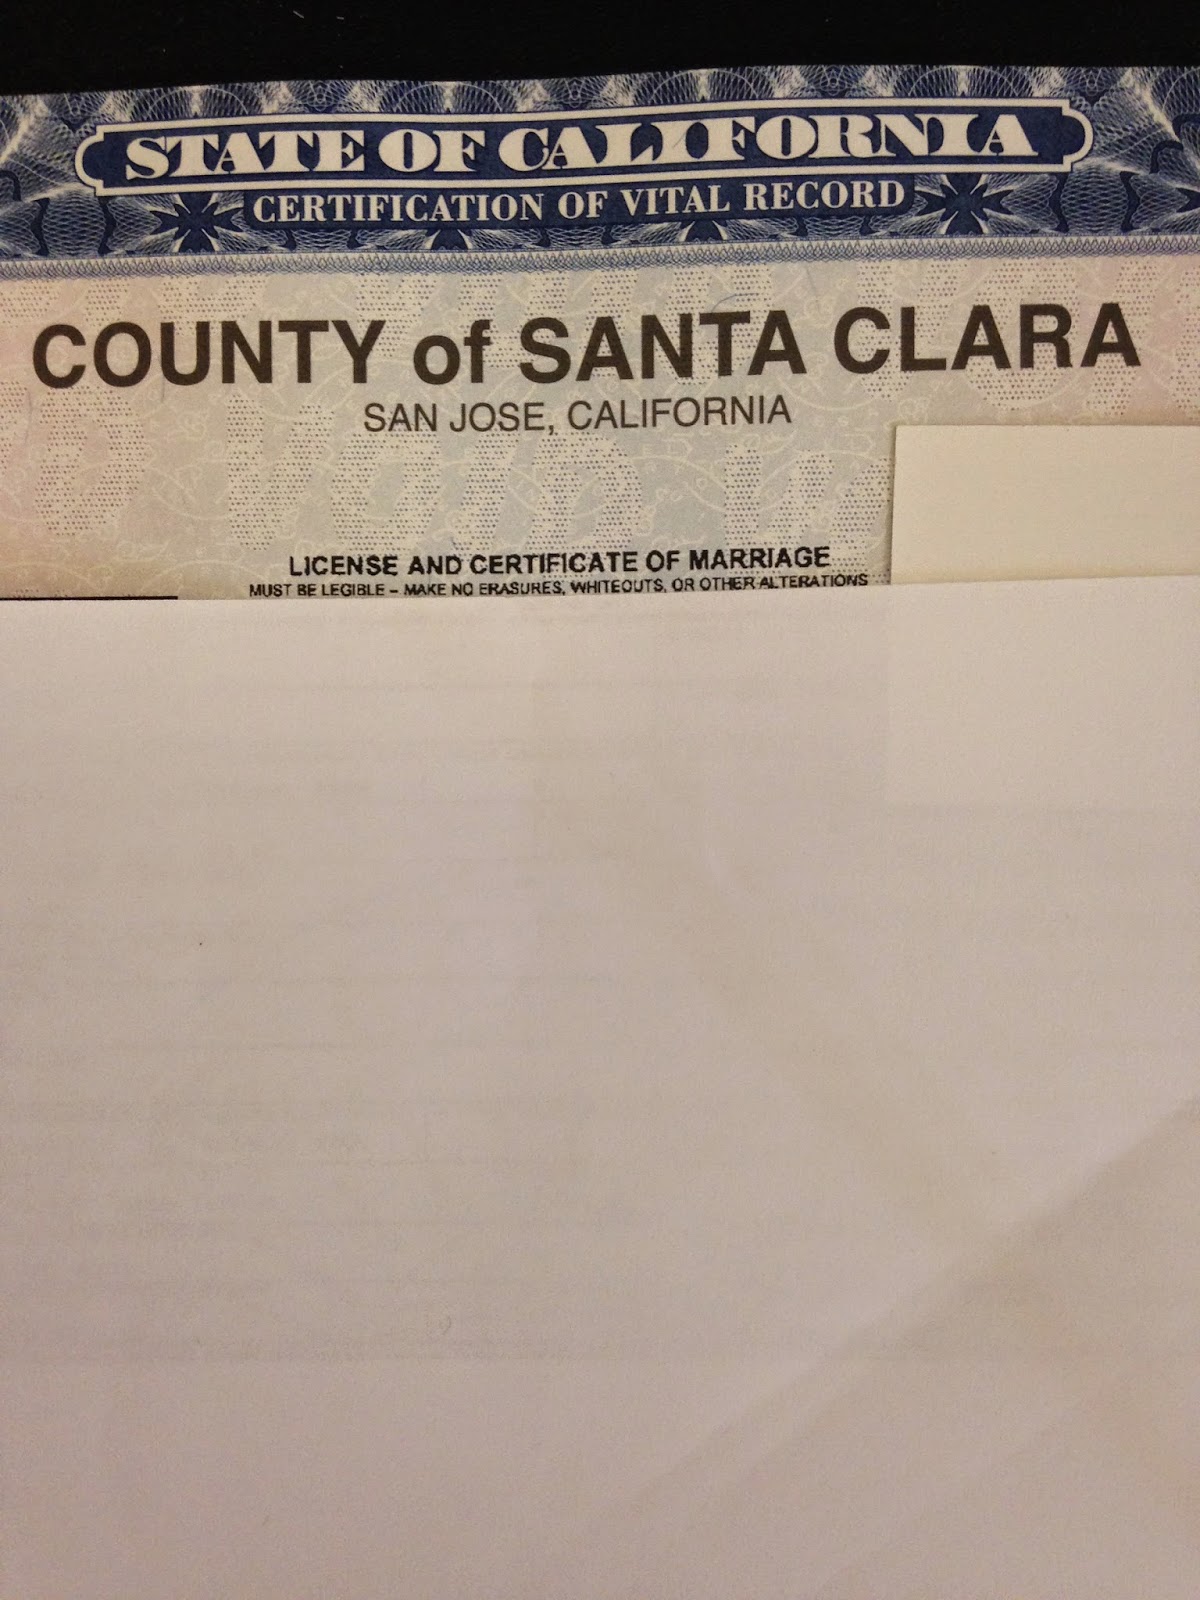 STATE OF CALIFORNIA
CERTIFICATION OF VITAL RECORD
COUNTY of SANTA CLARA
SAN JOSE, CALIFORNIA
VOID
LICENSE AND CERTIFICATE OF MARRIAGE
MUST BE LEGIBLE – MAKE NO ERASURES, WHITEOUTS, OR OTHER ALTERATIONS